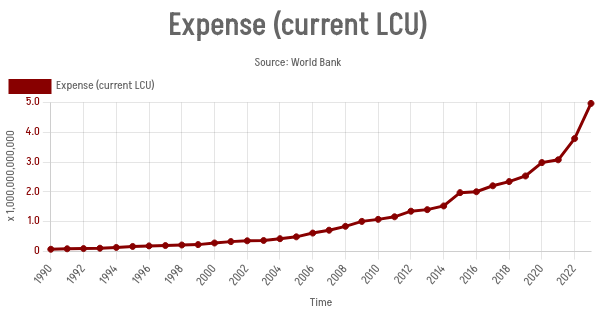 Expense (current LCU)
Source: World Bank
Expense (current LCU)
x 1,000,000,000,000
5.0
4.0
3.0
2.0
1.0
0
1990 1992 1994 1996 1998 2000 2002 2004 2006 2008 2010 2012 2014 2016 2018 2020 2022
Time